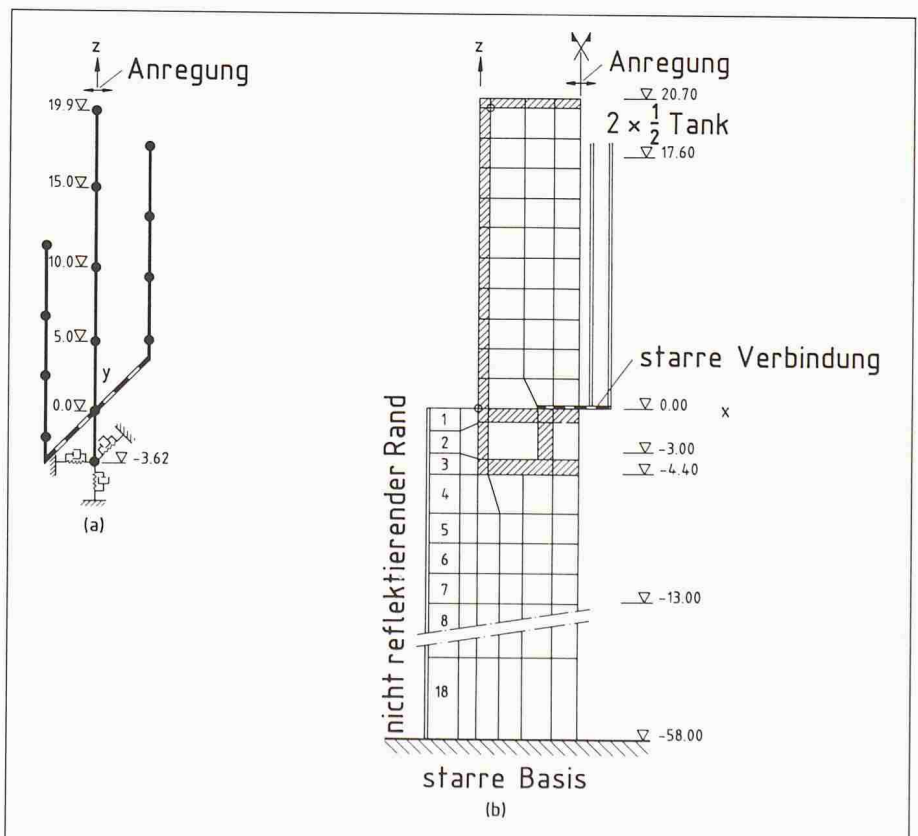 z
Anregung
19.9
15.0
10.0
5.0
y
0.0
-3.62
(a)
z
Anregung
20.70
2 × 1/2 Tank
17.60
starre Verbindung
0.00 x
-3.00
-4.40
-13.00
-58.00
nicht reflektierender Rand
1
2
3
4
5
6
7
8
18
starre Basis
(b)